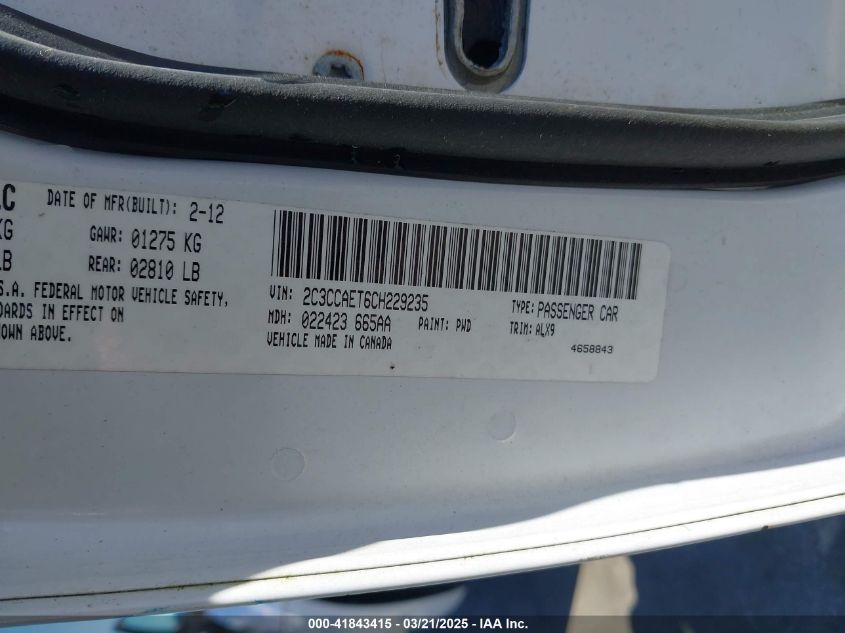 LC DATE OF MFR(BUILT): 2-12
KG GAWR: 01275 KG
LB REAR: 02810 LB
S.A. FEDERAL MOTOR VEHICLE SAFETY,
DARDS IN EFFECT ON
OWN ABOVE.
VIN: 2C3CCAET6CH229235
TYPE: PASSENGER CAR
MDH: 022423 665AA PAINT: PWD TRIM: ALX9
VEHICLE MADE IN CANADA
4658843
000-41843415 - 03/21/2025 - IAA Inc.